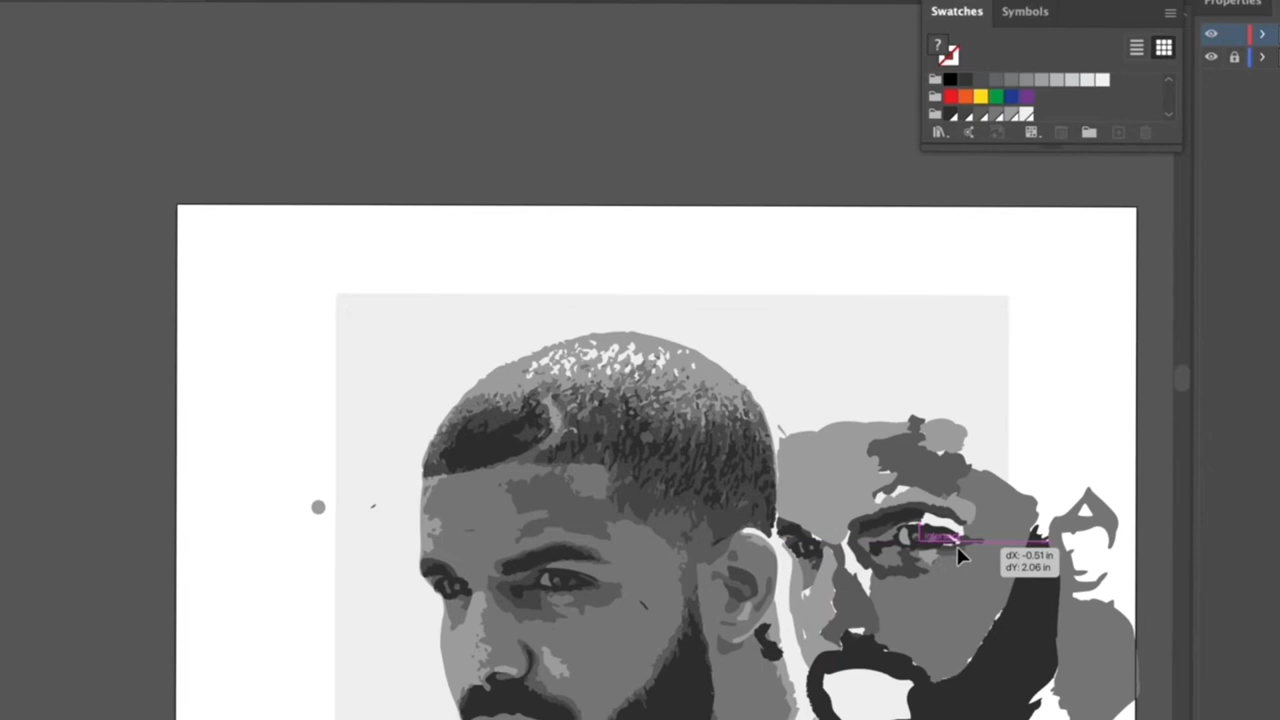 Properties
Swatches Symbols
?
dX: -0.51 in
dY: 2.06 in